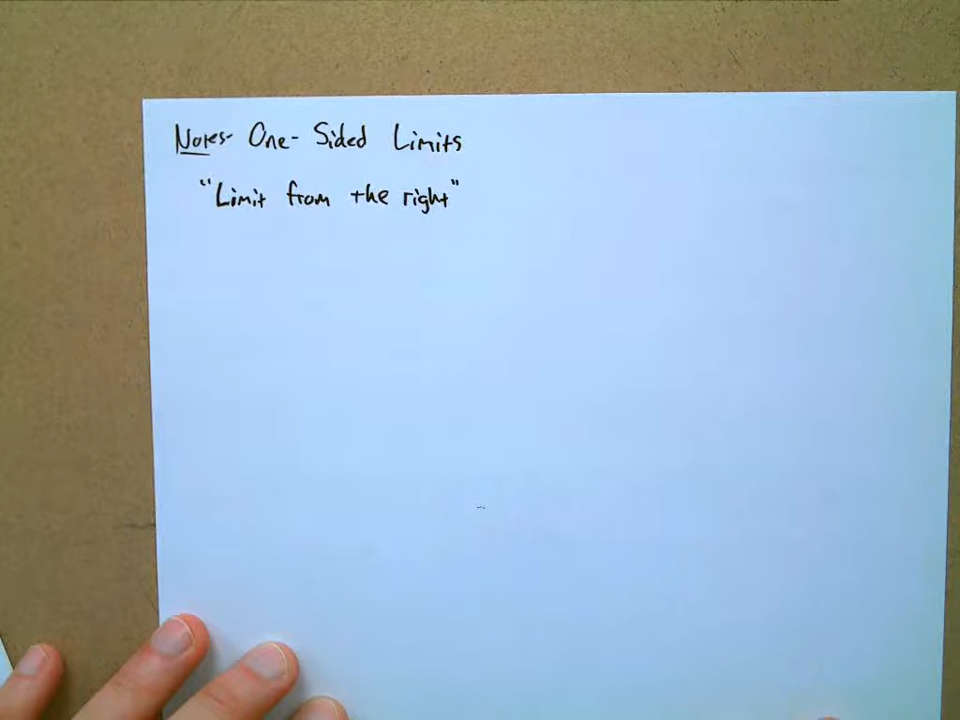 Notes- One-Sided Limits
"Limit from the right"